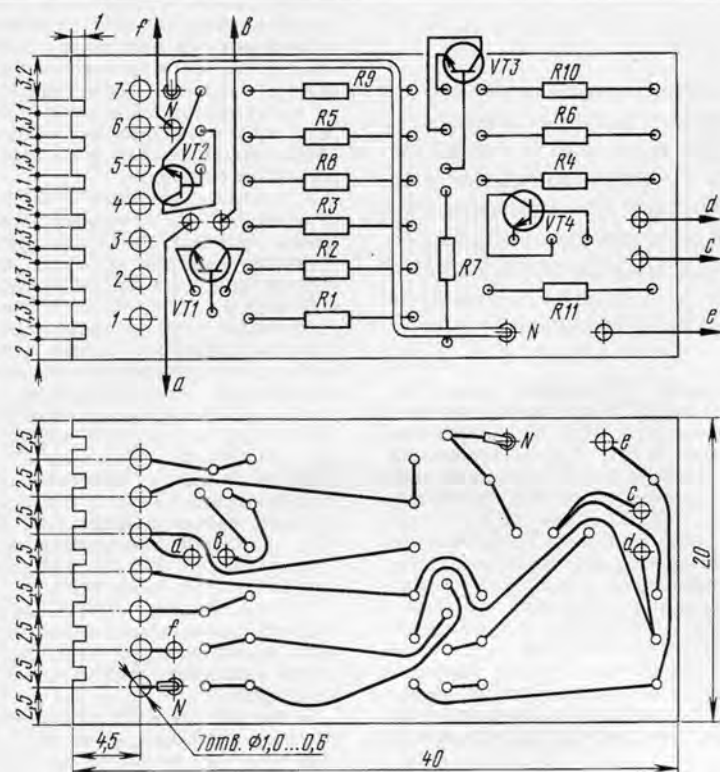 1
f
в
3,2
7
N
R9
VT3
R10
1,3
1
6
R5
R6
1,3
1
5
VT2
R8
R4
1,3
1
4
R3
VT4
d
1,3
1
3
R2
R7
c
1,3
1
2
VT1
R1
R11
1,3
1
1
N
e
2
a
2,5
N
e
2,5
c
2,5
a
в
d
20
2,5
2,5
f
2,5
N
2,5
4,5
7отв. Ф1,0...0,6
40